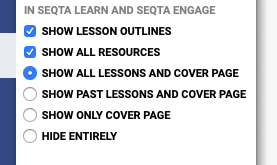 IN SEQTA LEARN AND SEQTA ENGAGE
SHOW LESSON OUTLINES
SHOW ALL RESOURCES
SHOW ALL LESSONS AND COVER PAGE
SHOW PAST LESSONS AND COVER PAGE
SHOW ONLY COVER PAGE
HIDE ENTIRELY